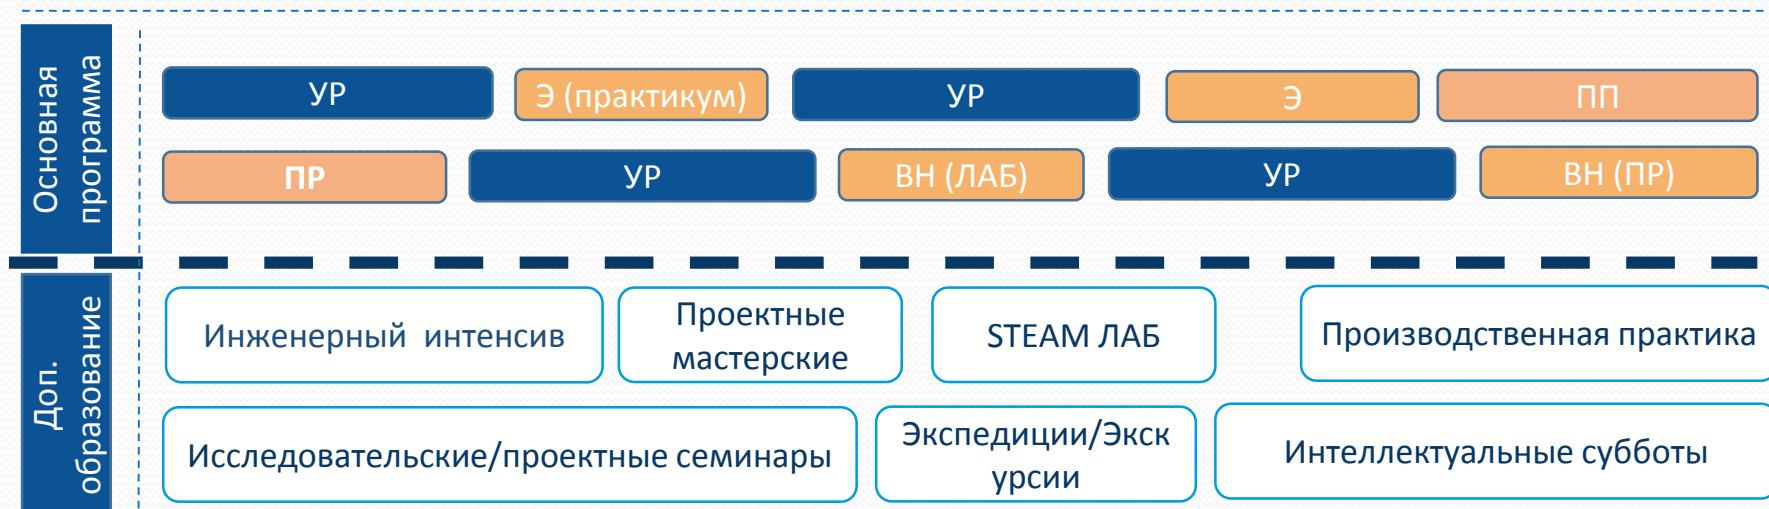 Основная
программа
УР
Э (практикум)
УР
Э
ПП
ПР
УР
ВН (ЛАБ)
УР
ВН (ПР)
Доп.
образование
Инженерный интенсив
Проектные
мастерские
STEAM ЛАБ
Производственная практика
Исследовательские/проектные семинары
Экспедиции/Экск
урсии
Интеллектуальные субботы